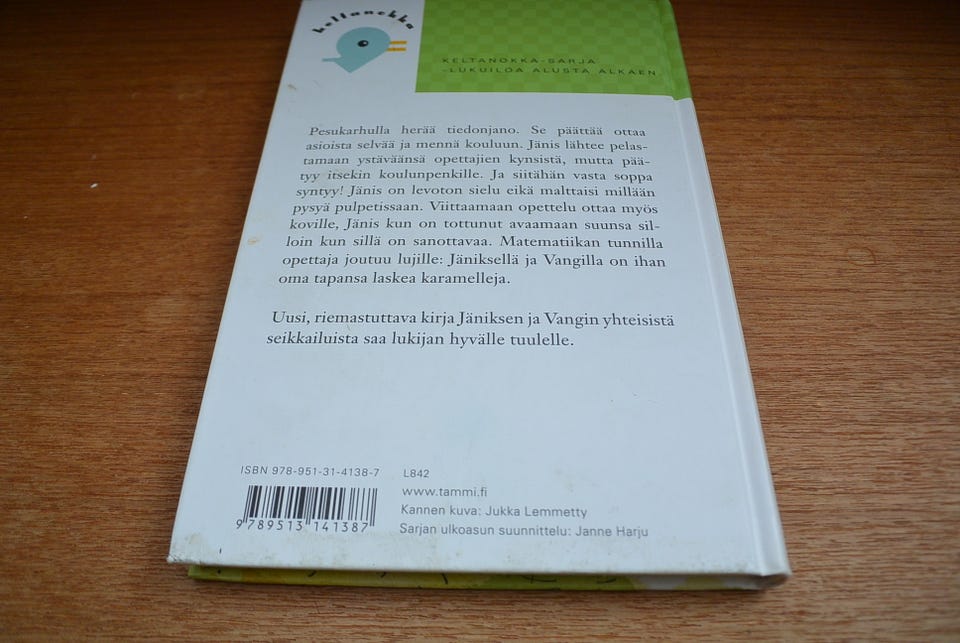 keltanokka
KELTANOKKA-SARJA
-LUKUILOA ALUSTA ALKAEN
Pesukarhulla herää tiedonjano. Se päättää ottaa
asioista selvää ja mennä kouluun. Jänis lähtee pelas-
tamaan ystäväänsä opettajien kynsistä, mutta pää-
tyy itsekin koulunpenkille. Ja siitähän vasta soppa
syntyy! Jänis on levoton sielu eikä malttaisi millään
pysyä pulpetissaan. Viittaamaan opettelu ottaa myös
koville, Jänis kun on tottunut avaamaan suunsa sil-
loin kun sillä on sanottavaa. Matematiikan tunnilla
opettaja joutuu lujille: Jäniksellä ja Vangilla on ihan
oma tapansa laskea karamelleja.
Uusi, riemastuttava kirja Jäniksen ja Vangin yhteisistä
seikkailuista saa lukijan hyvälle tuulelle.
ISBN 978-951-31-4138-7
9789513141387
L842
www.tammi.fi
Kannen kuva: Jukka Lemmetty
Sarjan ulkoasun suunnittelu: Janne Harju